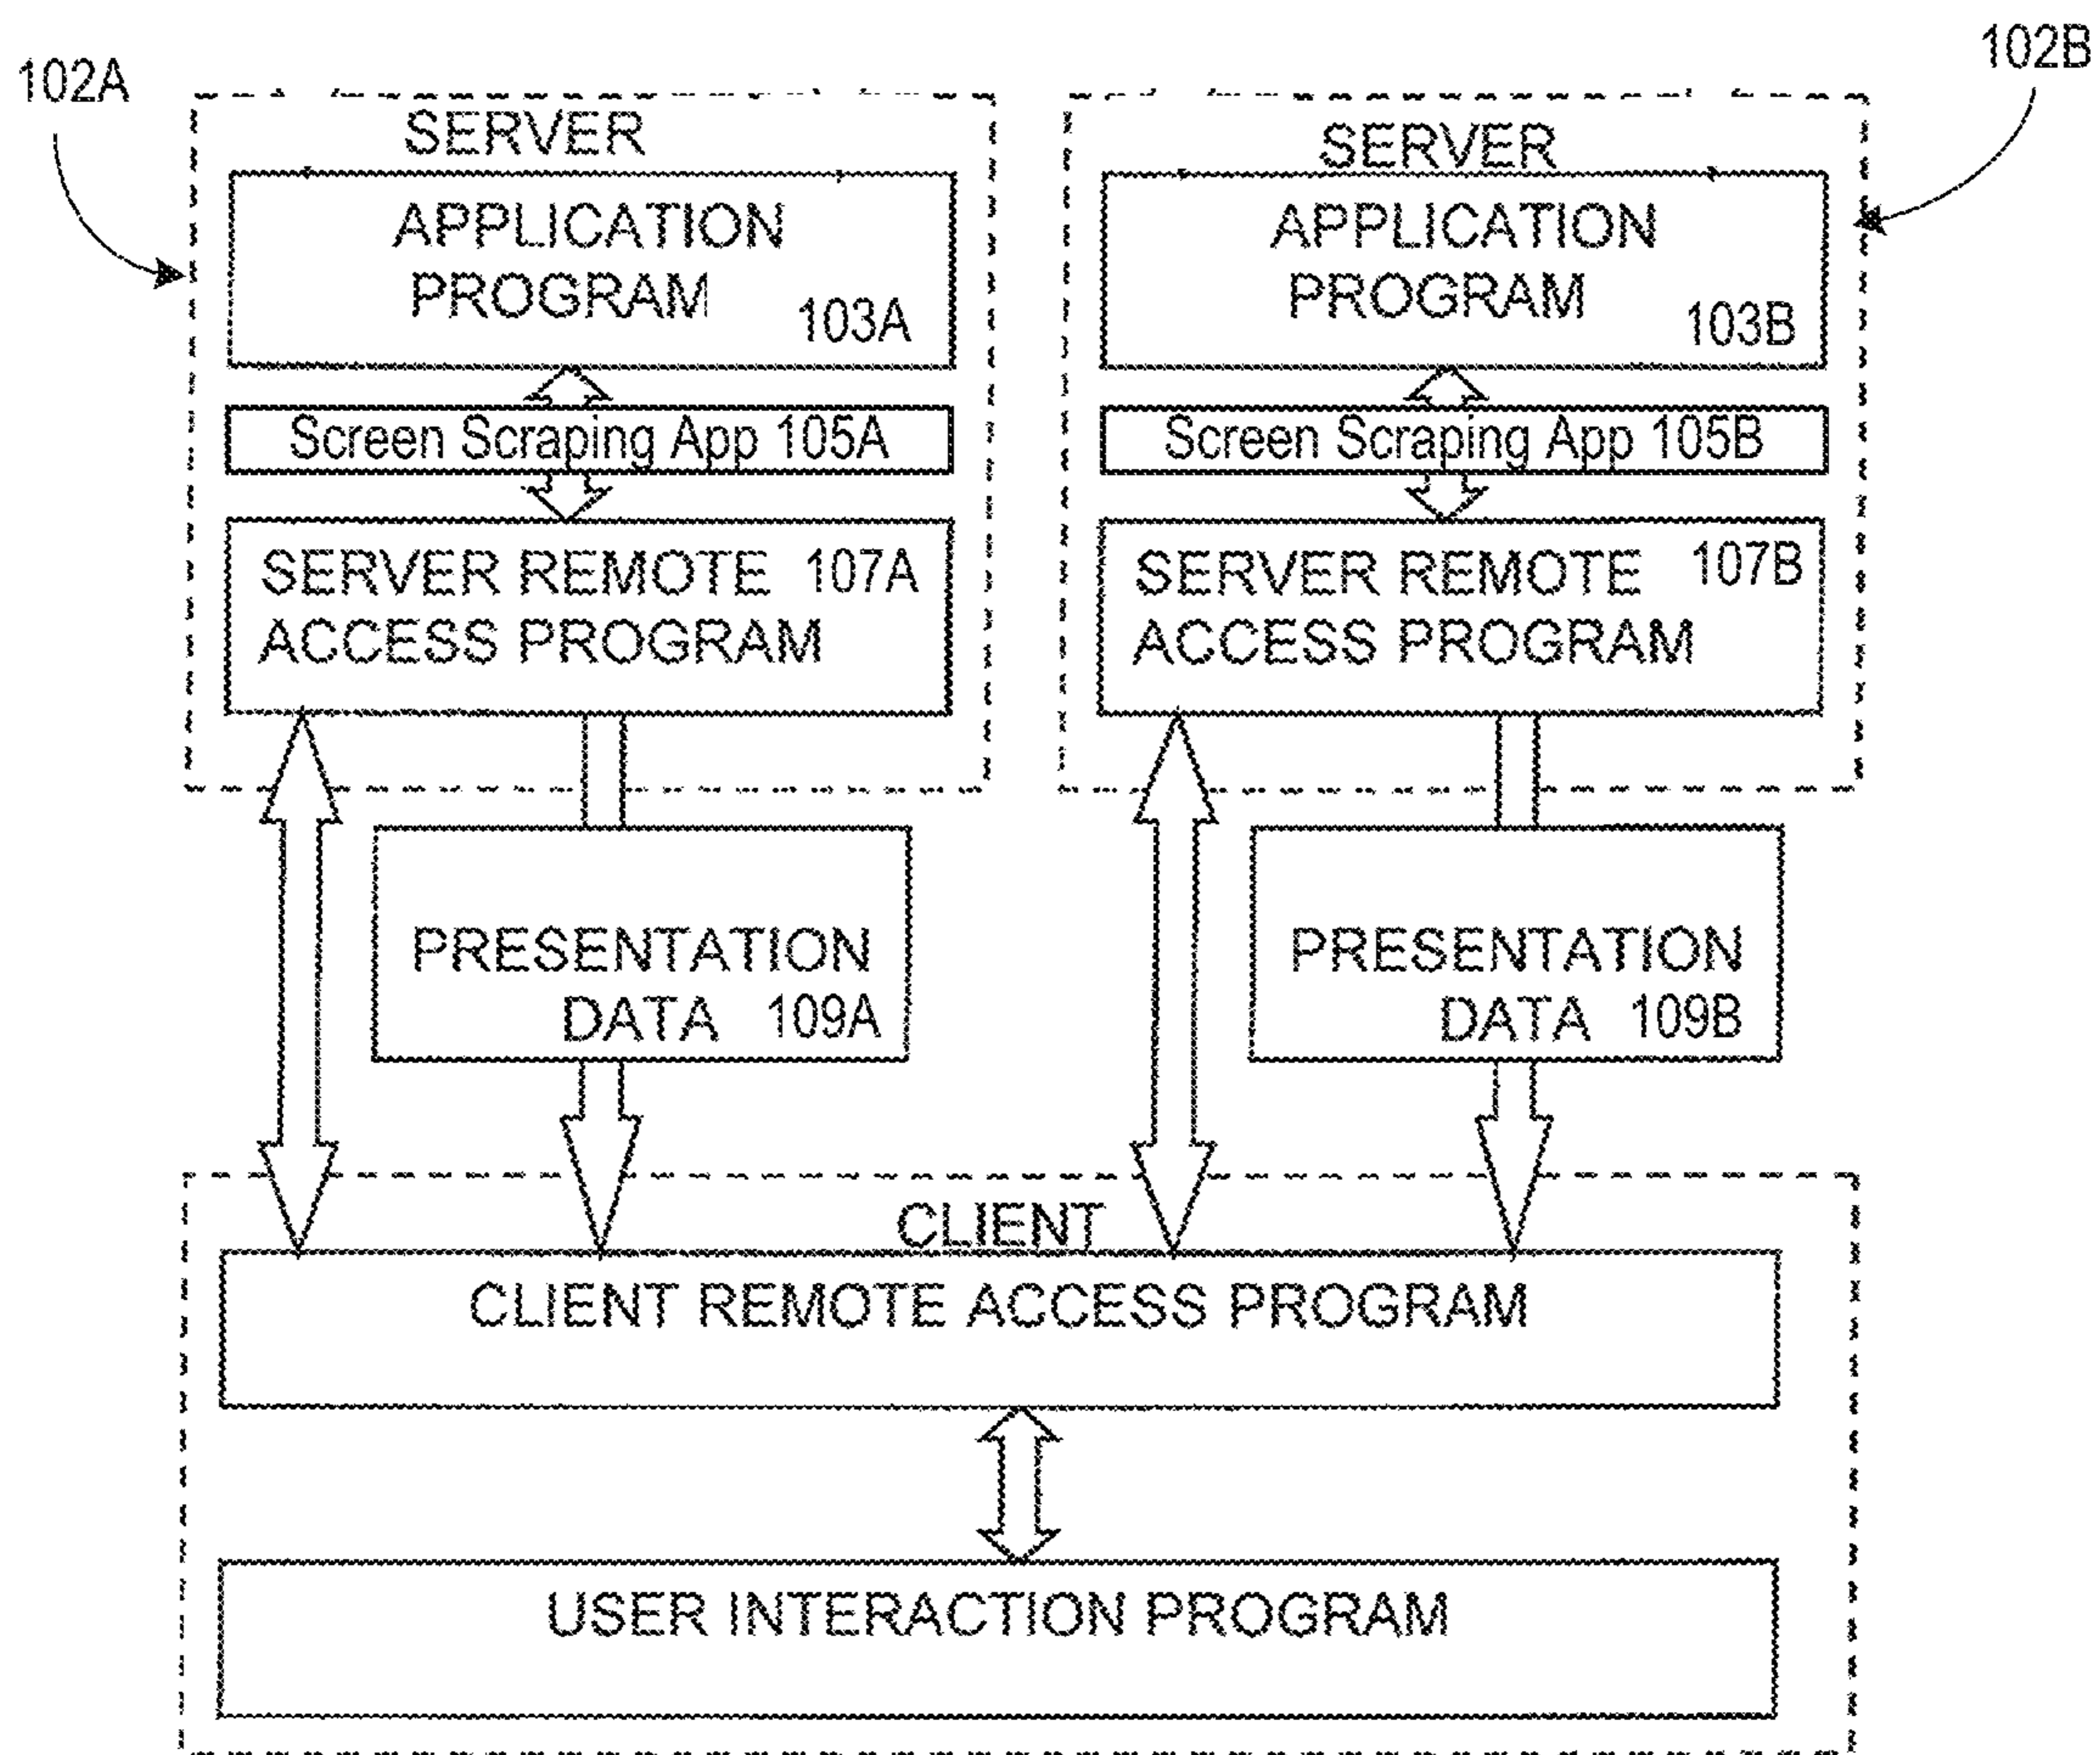 102A
102B
SERVER
APPLICATION
PROGRAM
103A
Screen Scraping App 105A
SERVER REMOTE 107A
ACCESS PROGRAM
SERVER
APPLICATION
PROGRAM
103B
Screen Scraping App 105B
SERVER REMOTE 107B
ACCESS PROGRAM
PRESENTATION
DATA 109A
PRESENTATION
DATA 109B
CLIENT
CLIENT REMOTE ACCESS PROGRAM
USER INTERACTION PROGRAM